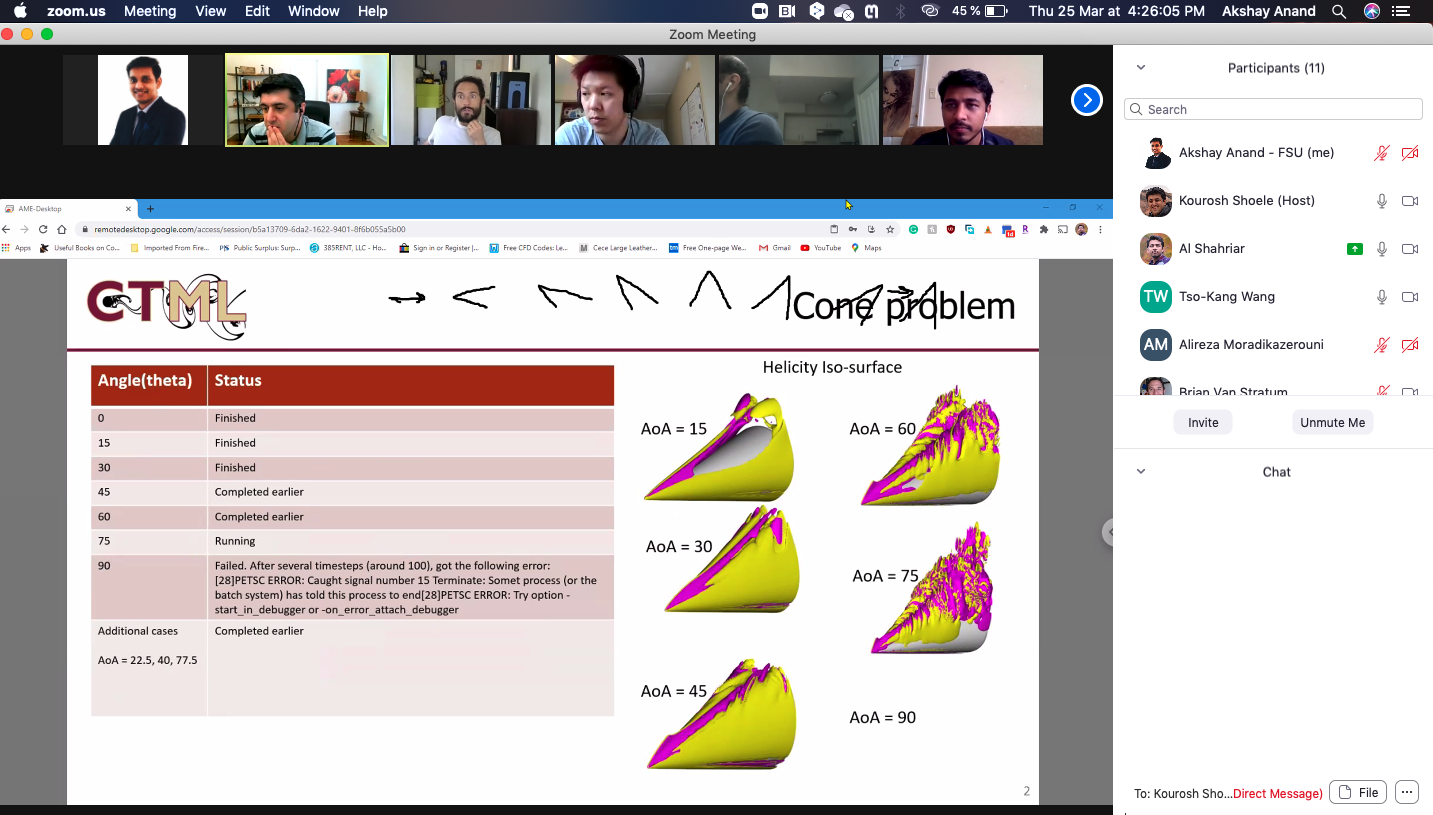 zoom.us Meeting View Edit Window Help 45 % Thu 25 Mar at 4:26:05 PM Akshay Anand
Zoom Meeting
Participants (11)
Search
Akshay Anand - FSU (me)
Kourosh Shoele (Host)
Al Shahriar
TW Tso-Kang Wang
AM Alireza Moradikazerouni
Brian Van Stratum
Invite Unmute Me
Chat
To: Kourosh Sho...Direct Message) File
AME-Desktop
remotedesktop.google.com/access/session/b5a13709-6da2-1622-9401-8f6b055a5b00
Apps Useful Books on Co... Imported From Fire... Public Surplus: Surp... 385RENT, LLC - Ho... Sign in or Register |... Free CFD Codes: Le... Cece Large Leather... Free One-page We... Gmail YouTube Maps
CTML Cone problem
Angle(theta) Status
0 Finished
15 Finished
30 Finished
45 Completed earlier
60 Completed earlier
75 Running
90 Failed. After several timesteps (around 100), got the following error:
[28]PETSC ERROR: Caught signal number 15 Terminate: Somet process (or the
batch system) has told this process to end[28]PETSC ERROR: Try option -
start_in_debugger or -on_error_attach_debugger
Additional cases Completed earlier
AoA = 22.5, 40, 77.5
Helicity Iso-surface
AoA = 15
AoA = 60
AoA = 30
AoA = 75
AoA = 45
AoA = 90
2